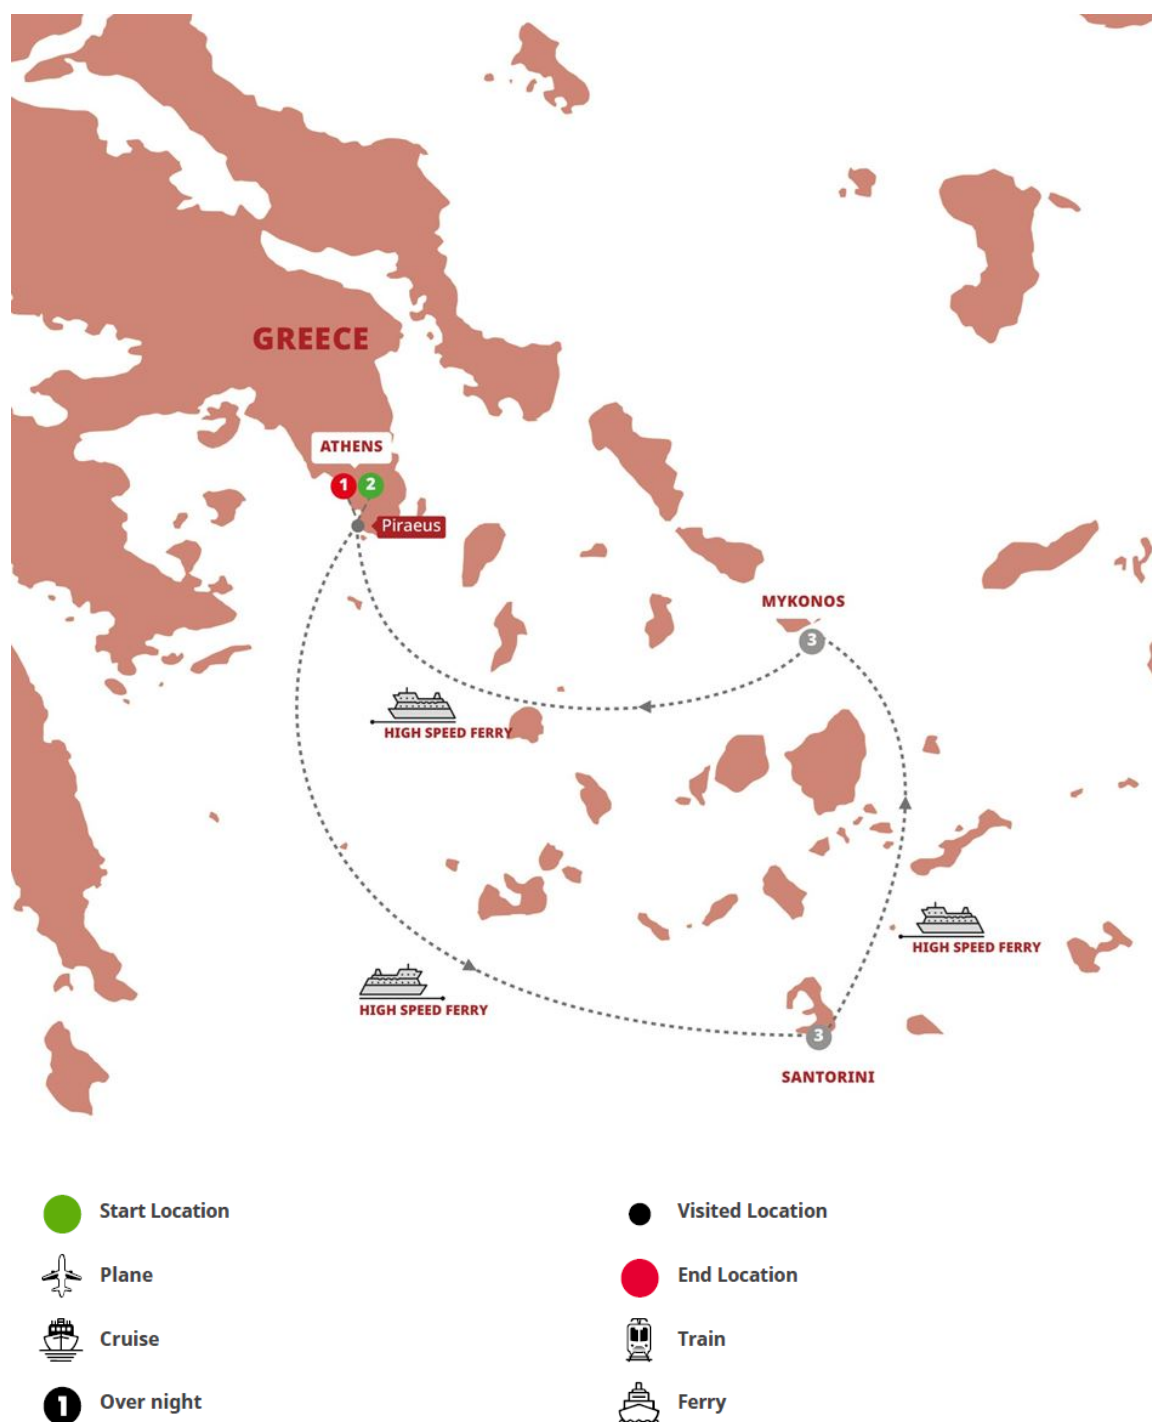 GREECE
ATHENS
1 2
Piraeus
MYKONOS
3
HIGH SPEED FERRY
HIGH SPEED FERRY
HIGH SPEED FERRY
3
SANTORINI
Start Location
Visited Location
Plane
End Location
Cruise
Train
1 Over night
Ferry